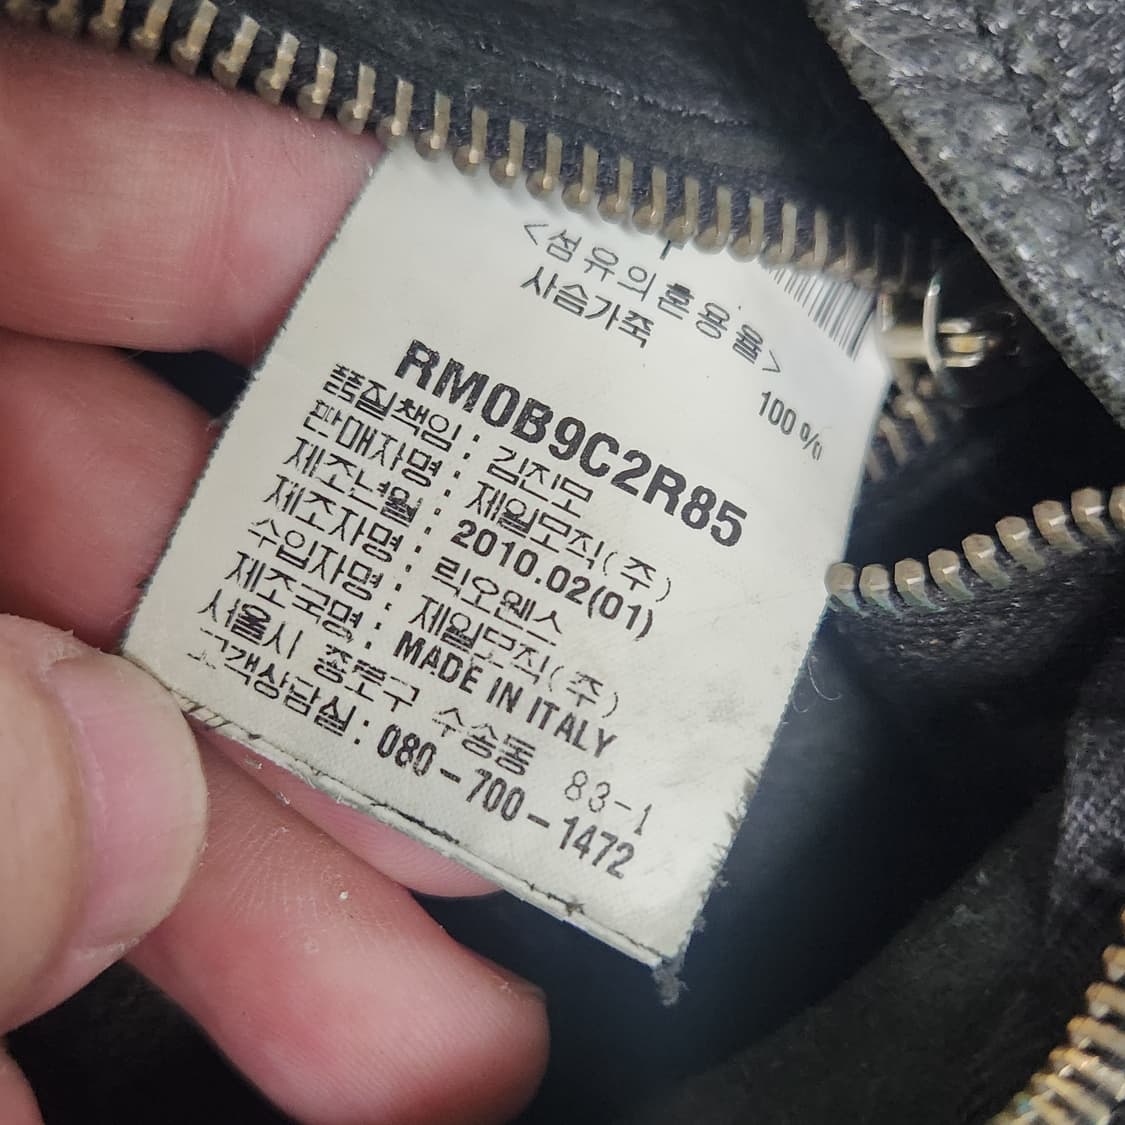 <섬유의혼용율>
사슴가죽 100%
RM0B9C2R85
품질책임 : 김진모
판매자명 : 제일모직(주)
제조년월 : 2010.02(01)
제조자명 : 릭오웬스
수입자명 : 제일모직(주)
제조국명 : MADE IN ITALY
서울시 종로구 수송동 83-1
고객상담실 : 080-700-1472